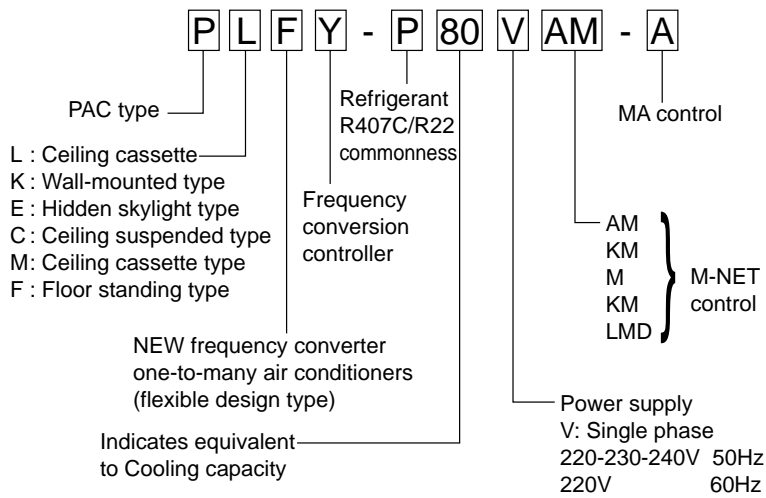 PLFY-P80VAM-A
PAC type
L : Ceiling cassette
K : Wall-mounted type
E : Hidden skylight type
C : Ceiling suspended type
M: Ceiling cassette type
F : Floor standing type
Refrigerant
R407C/R22
commonness
MA control
Frequency
conversion
controller
AM
KM
M
KM
LMD
M-NET
control
NEW frequency converter
one-to-many air conditioners
(flexible design type)
Indicates equivalent
to Cooling capacity
Power supply
V: Single phase
220-230-240V 50Hz
220V 60Hz